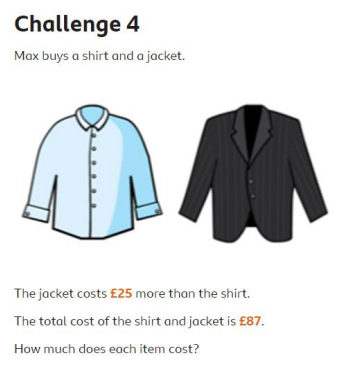 Challenge 4
Max buys a shirt and a jacket.
The jacket costs £25 more than the shirt.
The total cost of the shirt and jacket is £87.
How much does each item cost?